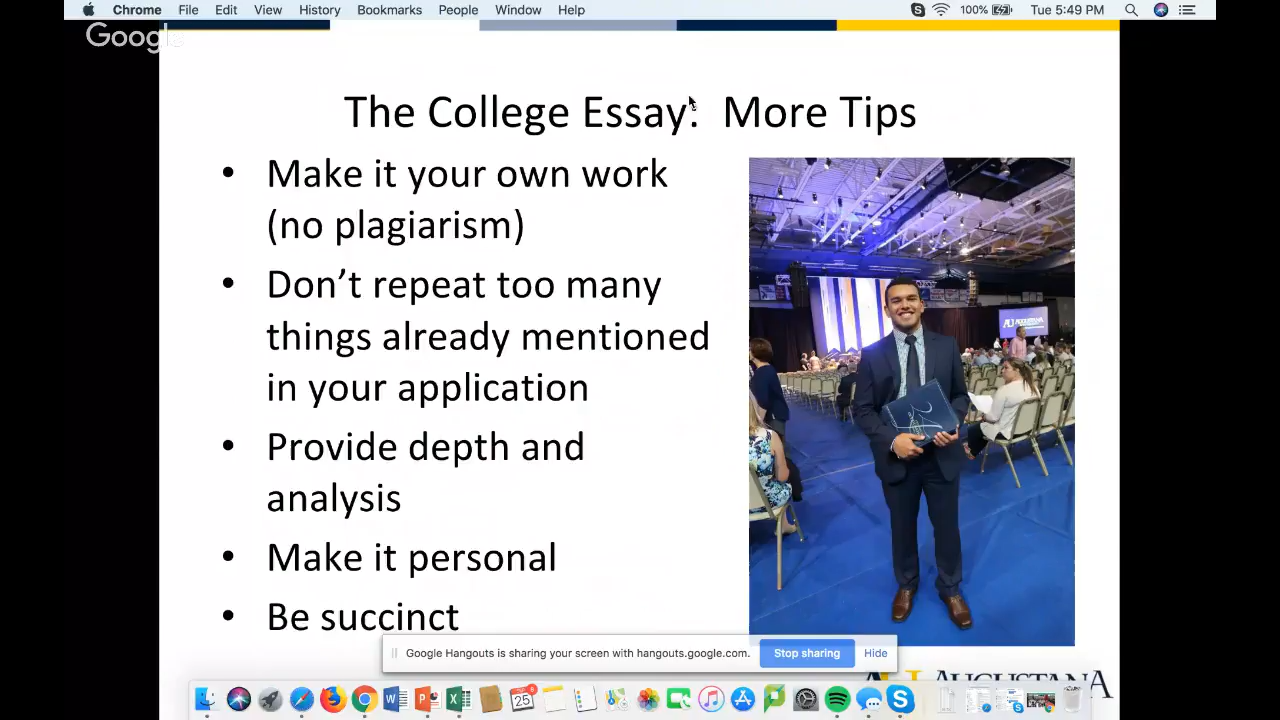 Chrome File Edit View History Bookmarks People Window Help 100% Tue 5:49 PM
Google
The College Essay: More Tips
• Make it your own work
(no plagiarism)
• Don’t repeat too many
things already mentioned
in your application
• Provide depth and
analysis
• Make it personal
• Be succinct
AUGUSTANA
Google Hangouts is sharing your screen with hangouts.google.com. Stop sharing Hide
AUGUSTANA
25